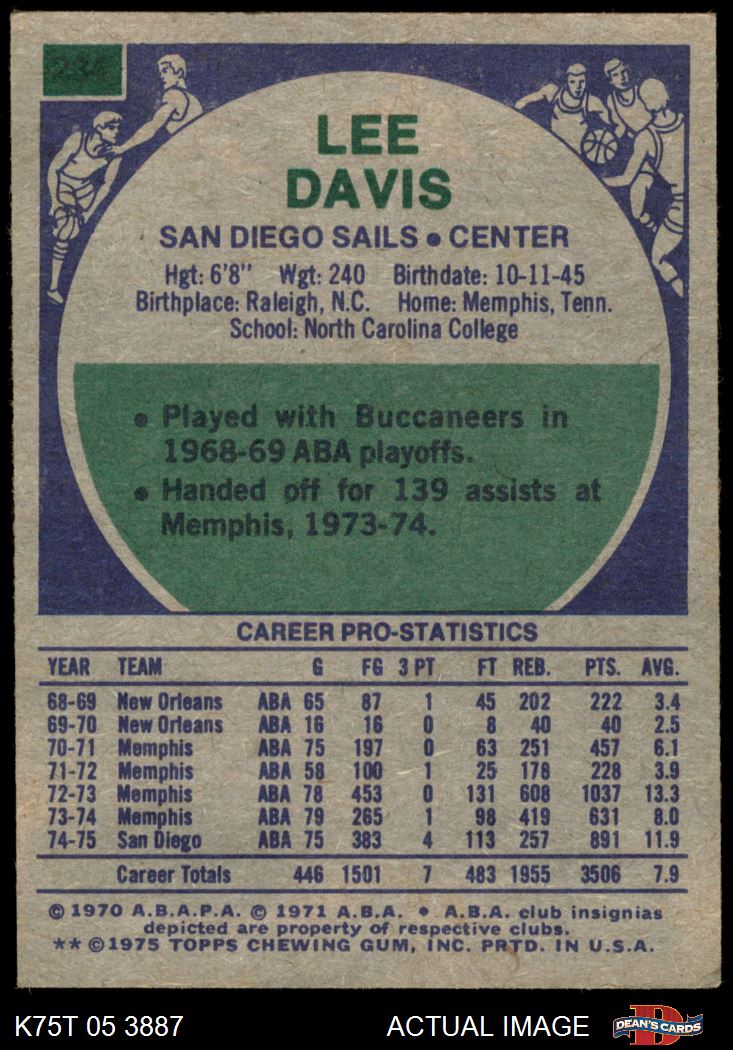 234
LEE
DAVIS
SAN DIEGO SAILS • CENTER
Hgt: 6'8" Wgt: 240 Birthdate: 10-11-45
Birthplace: Raleigh, N.C. Home: Memphis, Tenn.
School: North Carolina College
• Played with Buccaneers in
1968-69 ABA playoffs.
• Handed off for 139 assists at
Memphis, 1973-74.
CAREER PRO-STATISTICS
YEAR TEAM G FG 3 PT FT REB. PTS. AVG.
68-69 New Orleans ABA 65 87 1 45 202 222 3.4
69-70 New Orleans ABA 16 16 0 8 40 40 2.5
70-71 Memphis ABA 75 197 0 63 251 457 6.1
71-72 Memphis ABA 58 100 1 25 178 228 3.9
72-73 Memphis ABA 78 453 0 131 608 1037 13.3
73-74 Memphis ABA 79 265 1 98 419 631 8.0
74-75 San Diego ABA 75 383 4 113 257 891 11.9
Career Totals 446 1501 7 483 1955 3506 7.9
© 1970 A.B.A.P.A. © 1971 A.B.A. • A.B.A. club insignias
depicted are property of respective clubs.
** © 1975 TOPPS CHEWING GUM, INC. PRTD. IN U.S.A.
K75T 05 3887 ACTUAL IMAGE DEAN'S CARDS